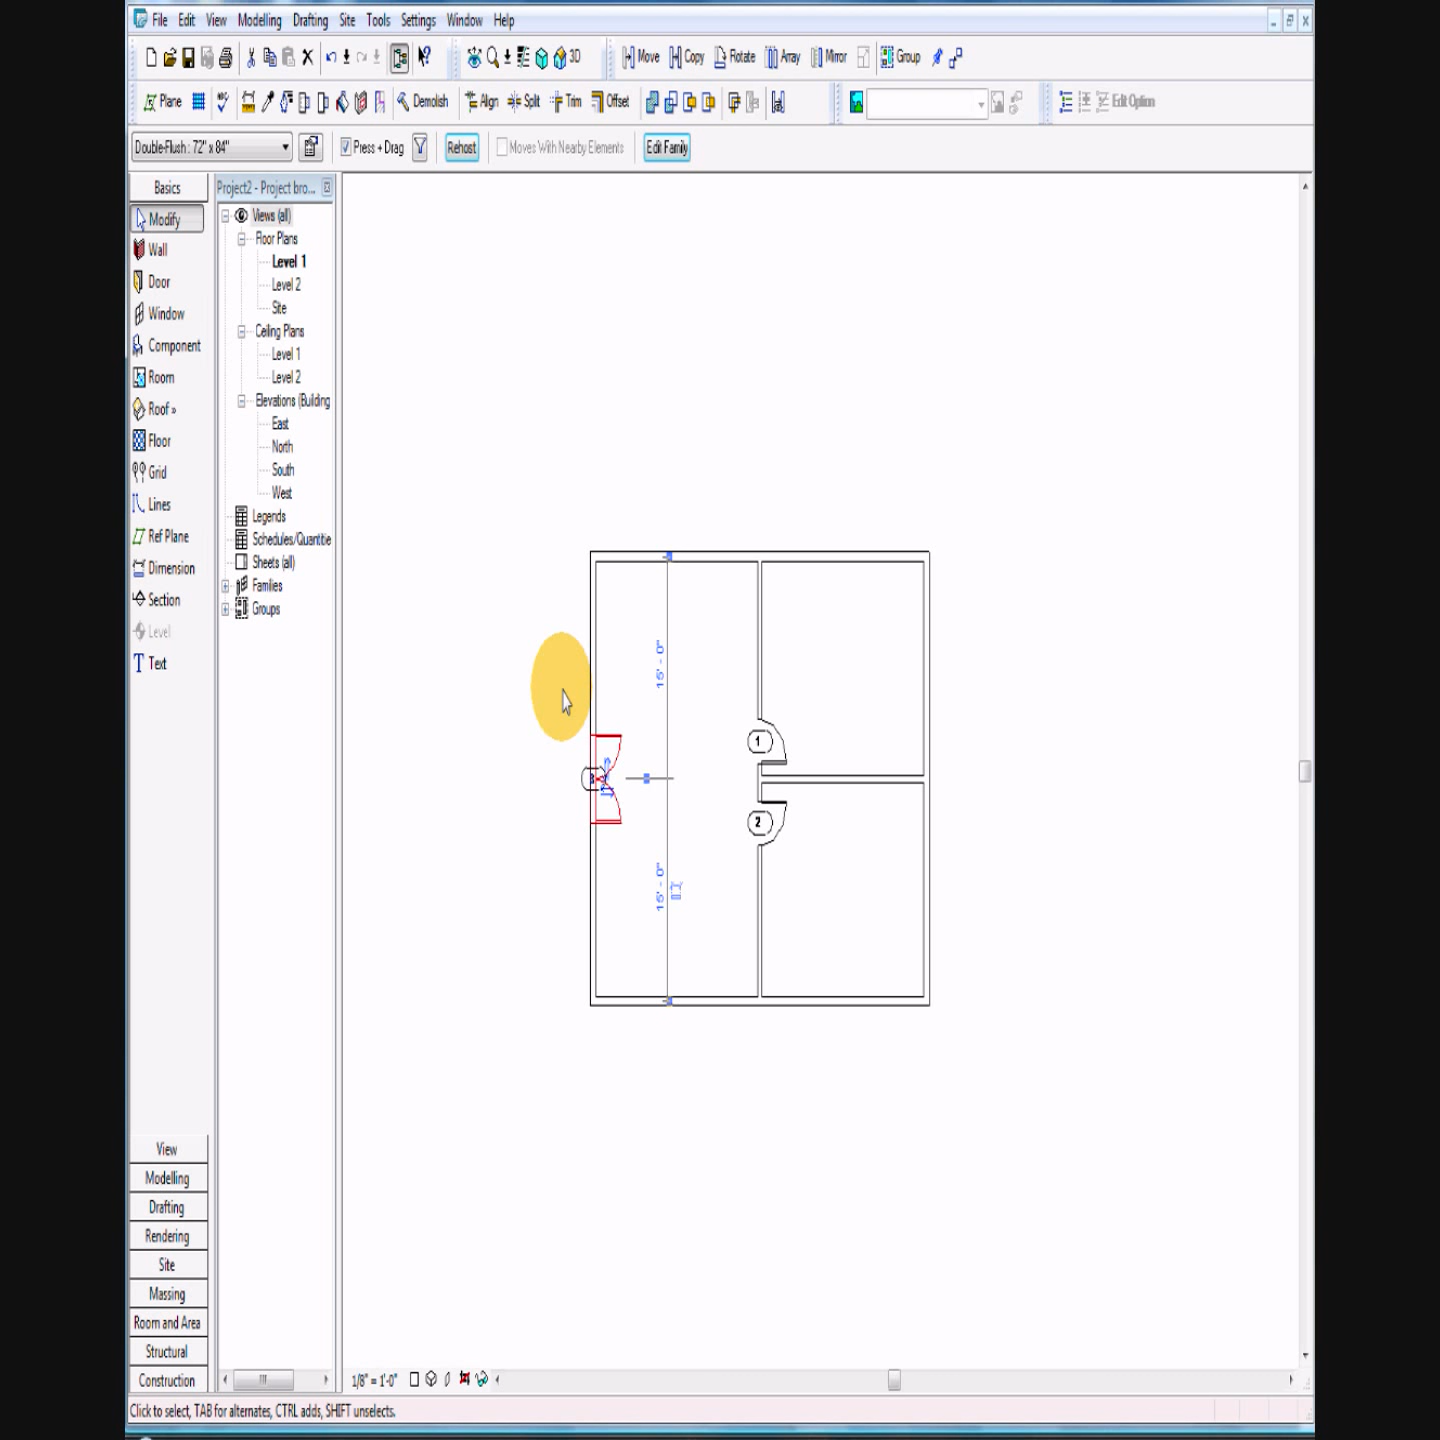 File Edit View Modelling Drafting Site Tools Settings Window Help
3D Move Copy Rotate Array Mirror Group
Plane Demolish Align Split Trim Offset Edit Option
Double-Flush : 72" x 84" Press + Drag Rehost Moves With Nearby Elements Edit Family
Basics
Modify
Wall
Door
Window
Component
Room
Roof »
Floor
Grid
Lines
Ref Plane
Dimension
Section
Level
Text
View
Modelling
Drafting
Rendering
Site
Massing
Room and Area
Structural
Construction
Project2 - Project bro...
Views (all)
Floor Plans
Level 1
Level 2
Site
Ceiling Plans
Level 1
Level 2
Elevations (Building
East
North
South
West
Legends
Schedules/Quantitie
Sheets (all)
Families
Groups
15' - 0"
1
2
15' - 0"
1/8" = 1'-0"
Click to select, TAB for alternates, CTRL adds, SHIFT unselects.